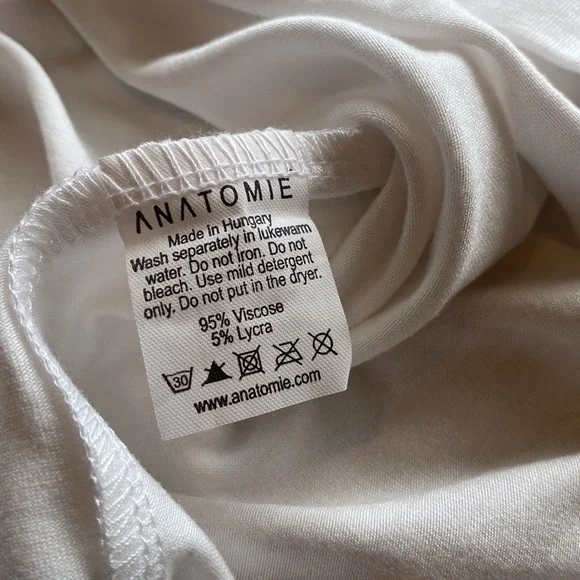 ANATOMIE
Made in Hungary
Wash separately in lukewarm
water. Do not iron. Do not
bleach. Use mild detergent
only. Do not put in the dryer.
95% Viscose
5% Lycra
30
www.anatomie.com